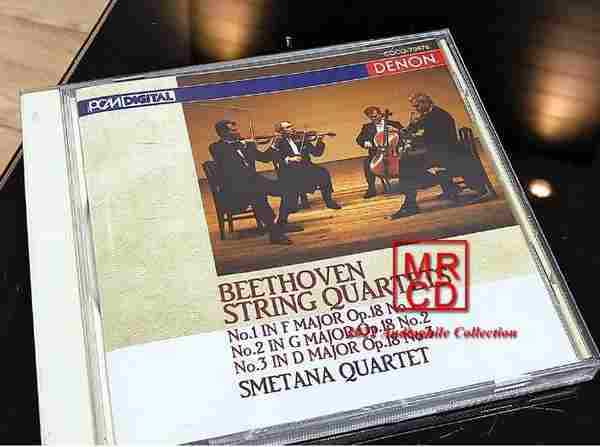 DENON
PCM DIGITAL
BEETHOVEN
STRING QUARTETS
No.1 IN F MAJOR Op.18 No.
No.2 IN G MAJOR Op.18 No.2
No.3 IN D MAJOR Op.18 No.3
SMETANA QUARTET
MR
CD
Audiophile Collection